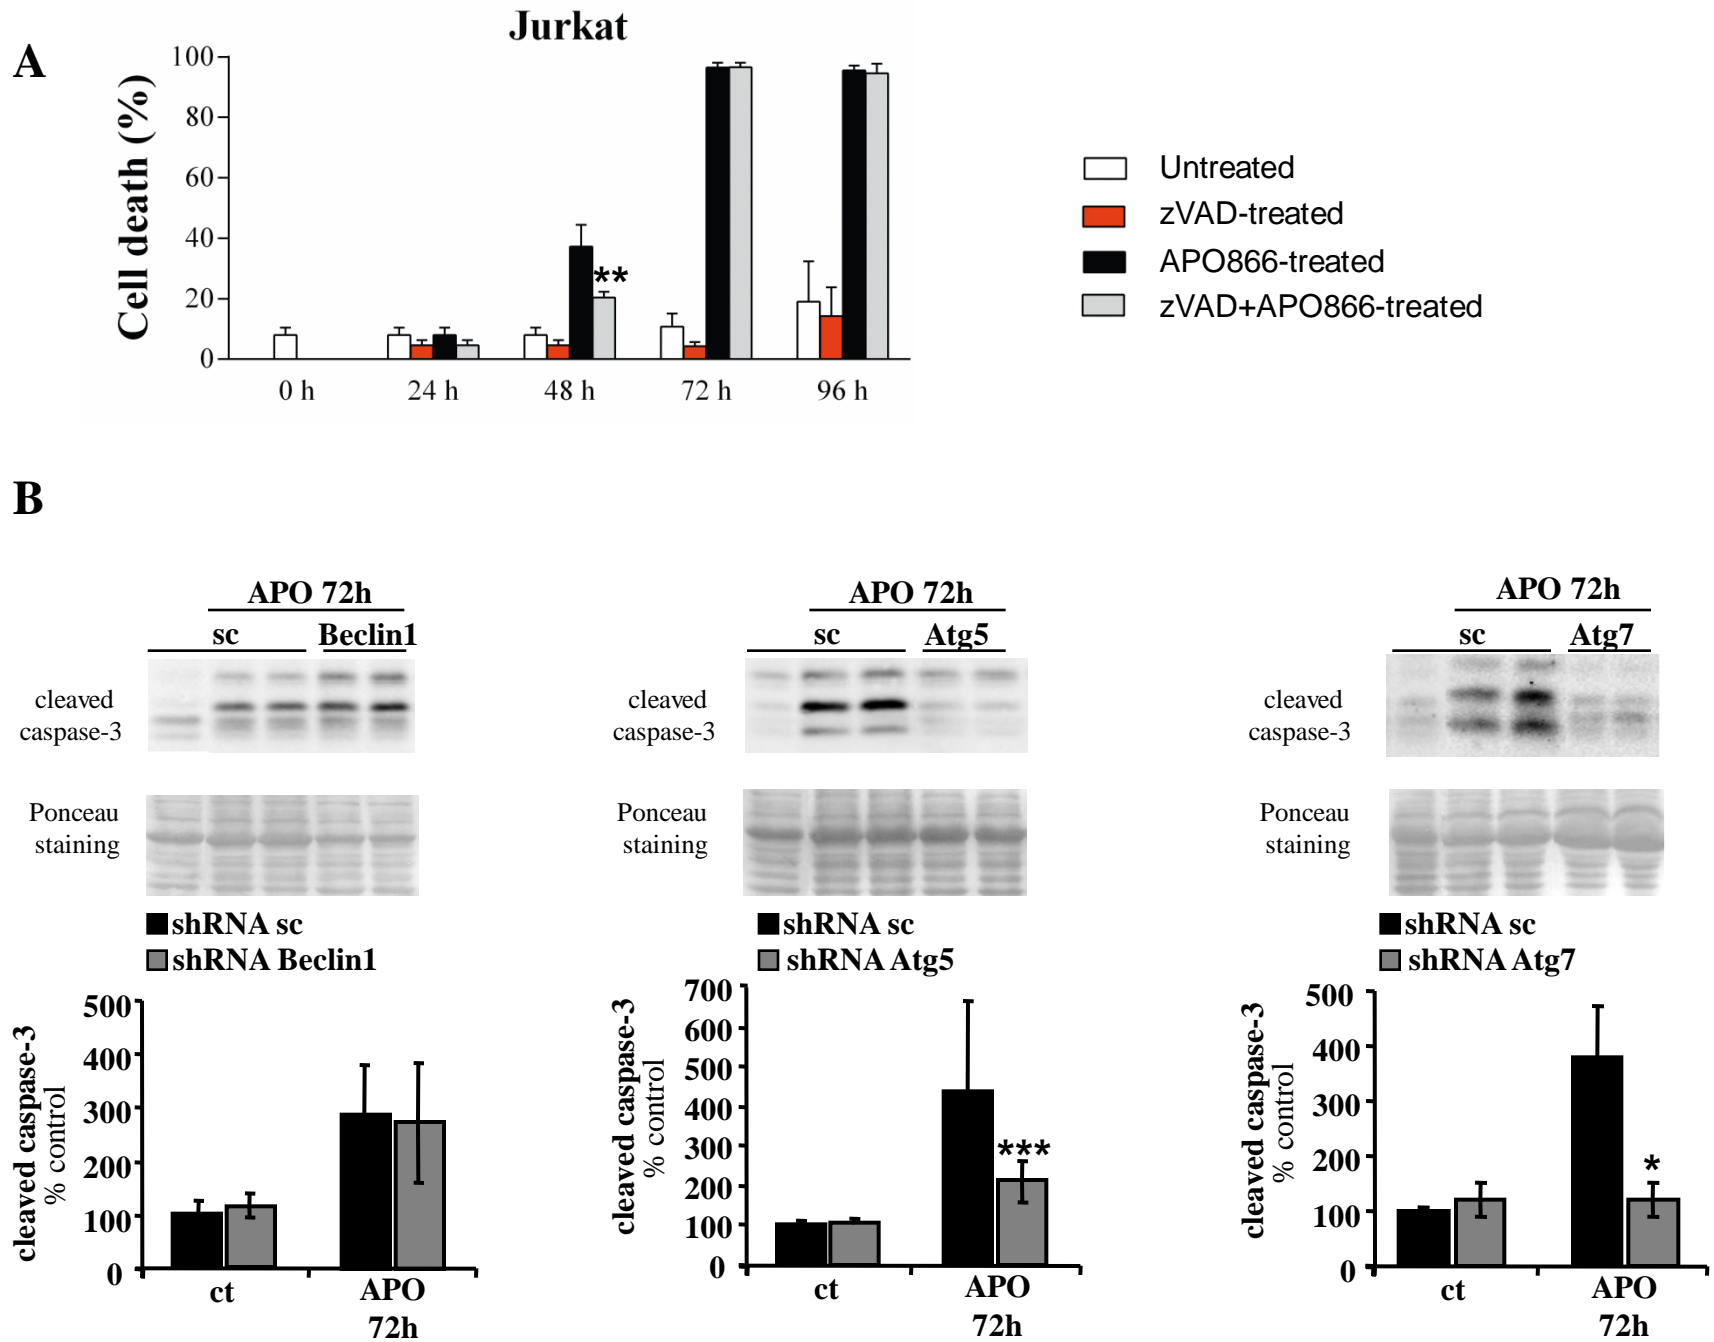 A
Jurkat
Cell death (%)
100
80
60
40
20
0
**
0 h 24 h 48 h 72 h 96 h
Untreated
zVAD-treated
APO866-treated
zVAD+APO866-treated
B
APO 72h
sc Beclin1
cleaved
caspase-3
Ponceau
staining
shRNA sc
shRNA Beclin1
cleaved caspase-3
% control
500
400
300
200
100
0
ct APO
72h
APO 72h
sc Atg5
cleaved
caspase-3
Ponceau
staining
shRNA sc
shRNA Atg5
cleaved caspase-3
% control
700
600
500
400
300
200
100
0
***
ct APO
72h
APO 72h
sc Atg7
cleaved
caspase-3
Ponceau
staining
shRNA sc
shRNA Atg7
cleaved caspase-3
% control
500
400
300
200
100
0
*
ct APO
72h